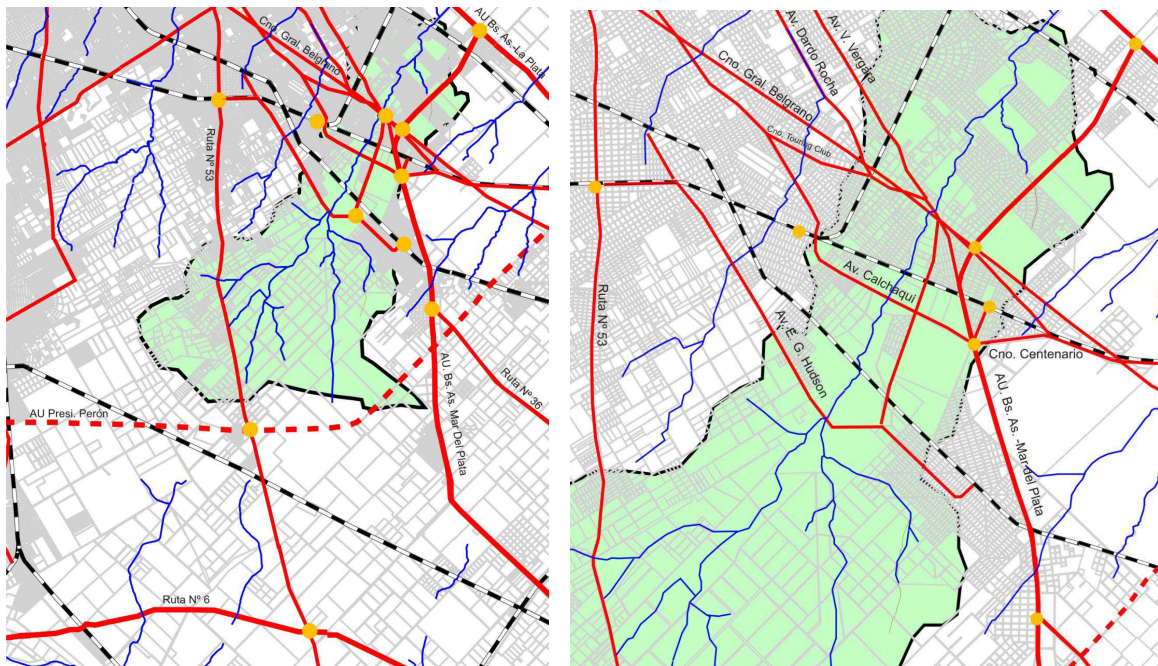 AU Bs. As.-La Plata
Cno. Gral. Belgrano
Ruta Nº 53
AU Presi. Perón
Ruta Nº 36
AU. Bs. As. Mar Del Plata
Ruta Nº 6
Av. V. Vergara
Av. Dardo Rocha
Cno. Gral. Belgrano
Cno. Touring Club
Av. Calchaqui
Ruta Nº 53
Av. E. G. Hudson
Cno. Centenario
AU. Bs. As. -Mar del Plata